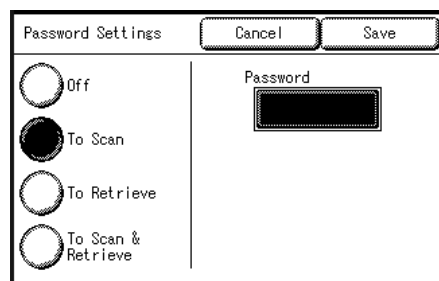 Password Settings
Cancel
Save
Off
To Scan
To Retrieve
To Scan &
Retrieve
Password